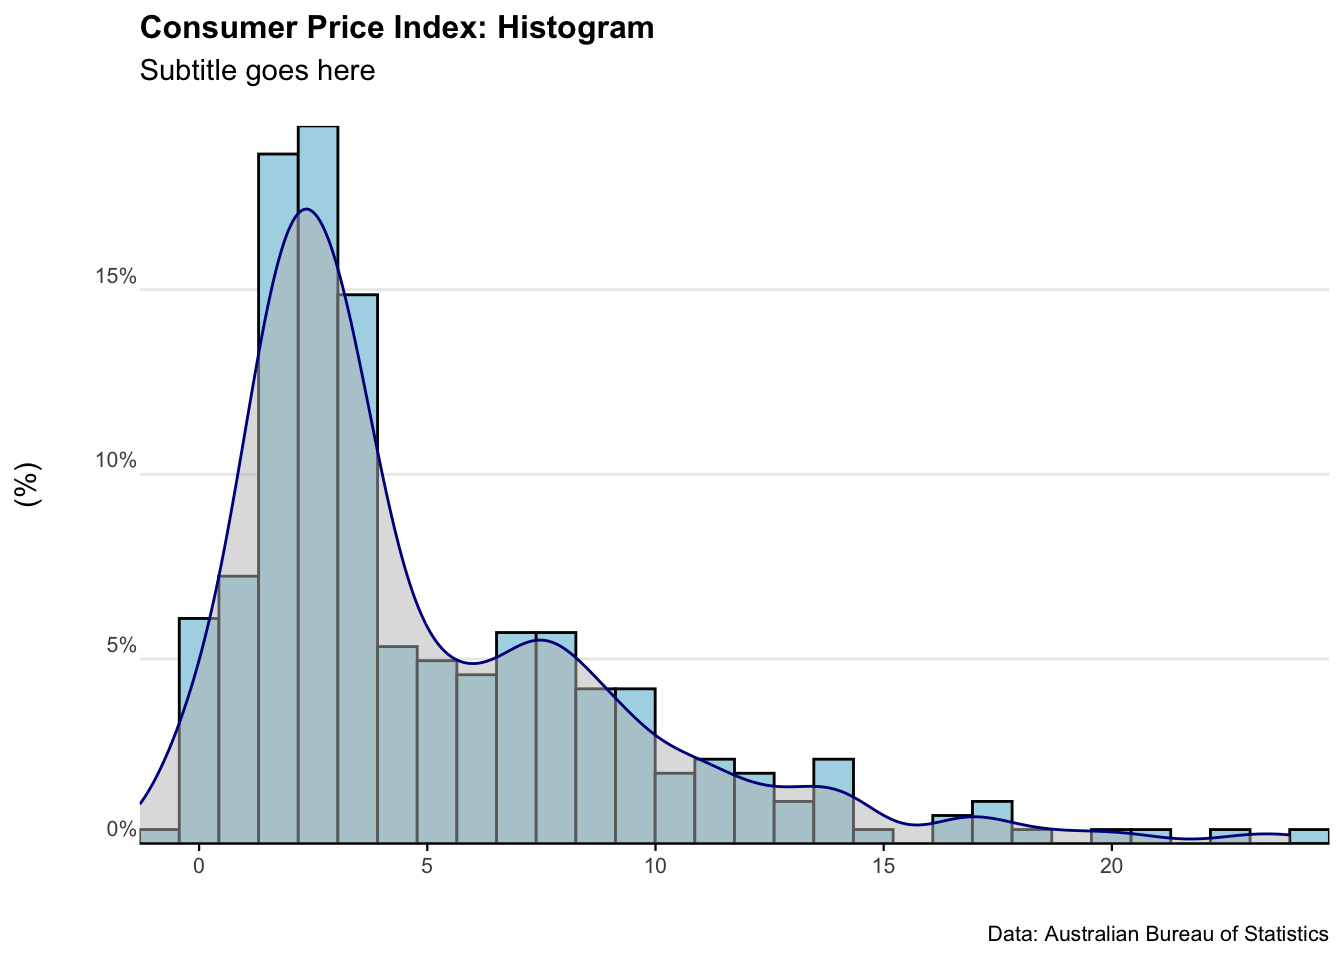 Consumer Price Index: Histogram
Subtitle goes here
(%)
15%
10%
5%
0%
0 5 10 15 20
Data: Australian Bureau of Statistics